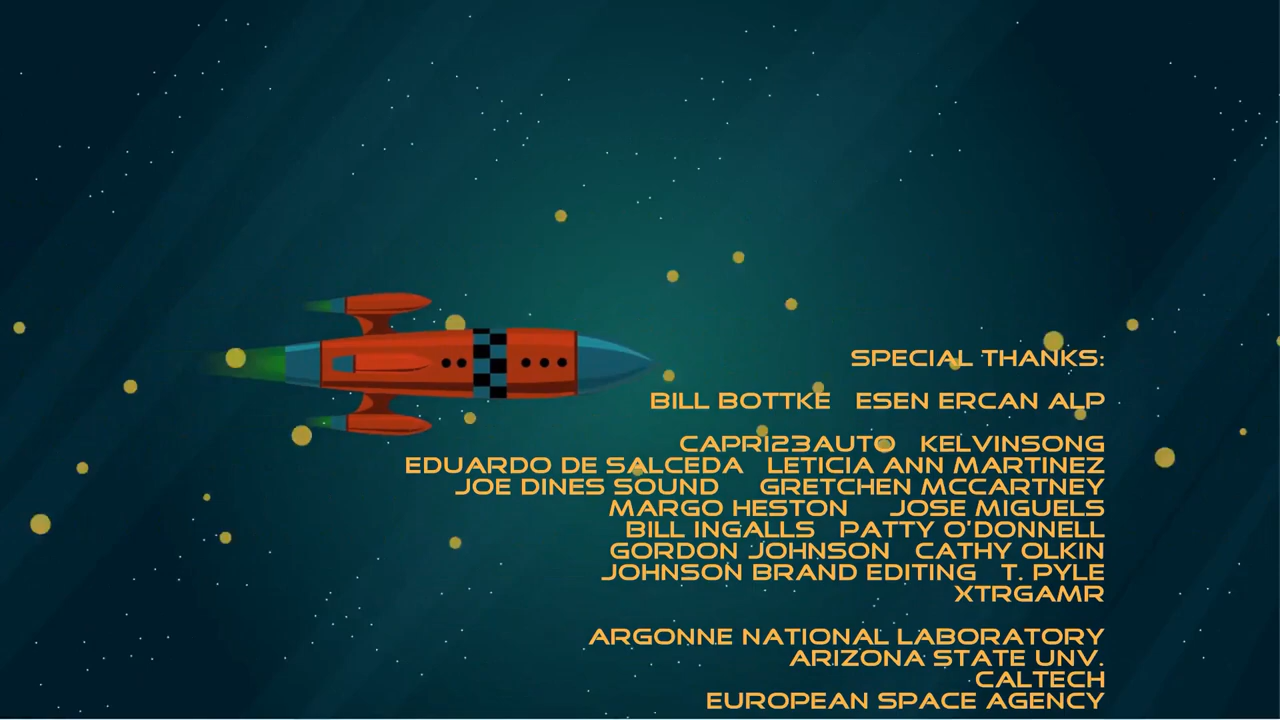 SPECIAL THANKS:
BILL BOTTKE ESEN ERCAN ALP
CAPRI23AUTO KELVINSONG
EDUARDO DE SALCEDA LETICIA ANN MARTINEZ
JOE DINES SOUND GRETCHEN MCCARTNEY
MARGO HESTON JOSE MIGUELS
BILL INGALLS PATTY O'DONNELL
GORDON JOHNSON CATHY OLKIN
JOHNSON BRAND EDITING T. PYLE
XTRGAMR
ARGONNE NATIONAL LABORATORY
ARIZONA STATE UNV.
CALTECH
EUROPEAN SPACE AGENCY